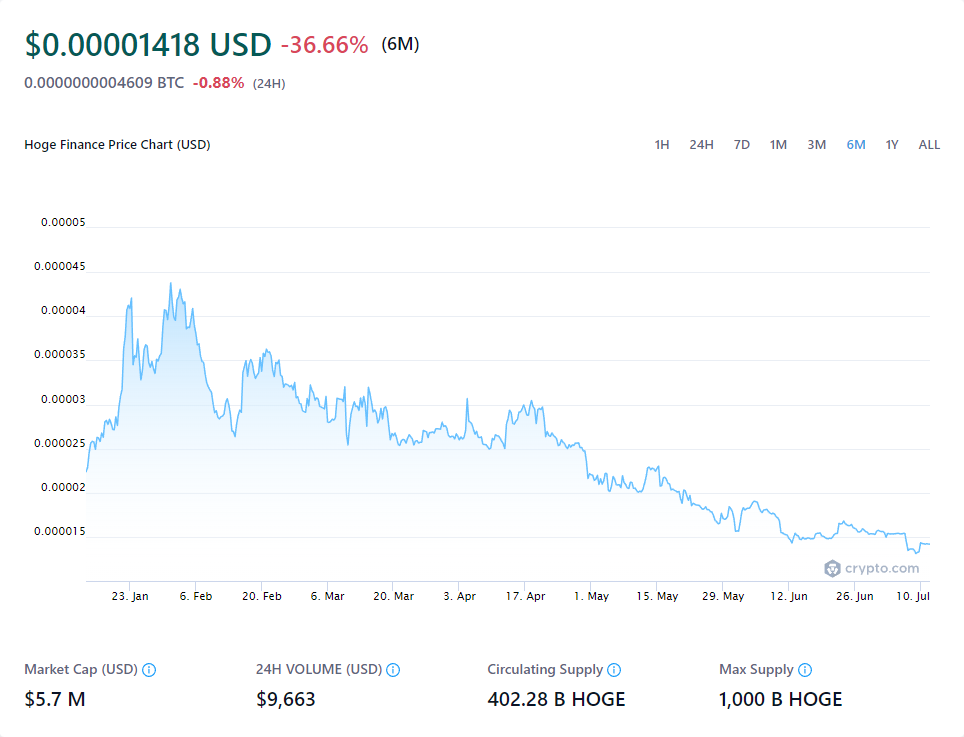 $0.00001418 USD -36.66% (6M)
0.0000000004609 BTC -0.88% (24H)
Hoge Finance Price Chart (USD) 1H 24H 7D 1M 3M 6M 1Y ALL
0.00005
0.000045
0.00004
0.000035
0.00003
0.000025
0.00002
0.000015
crypto.com
23. Jan 6. Feb 20. Feb 6. Mar 20. Mar 3. Apr 17. Apr 1. May 15. May 29. May 12. Jun 26. Jun 10. Jul
Market Cap (USD) 24H VOLUME (USD) Circulating Supply Max Supply
$5.7 M $9,663 402.28 B HOGE 1,000 B HOGE